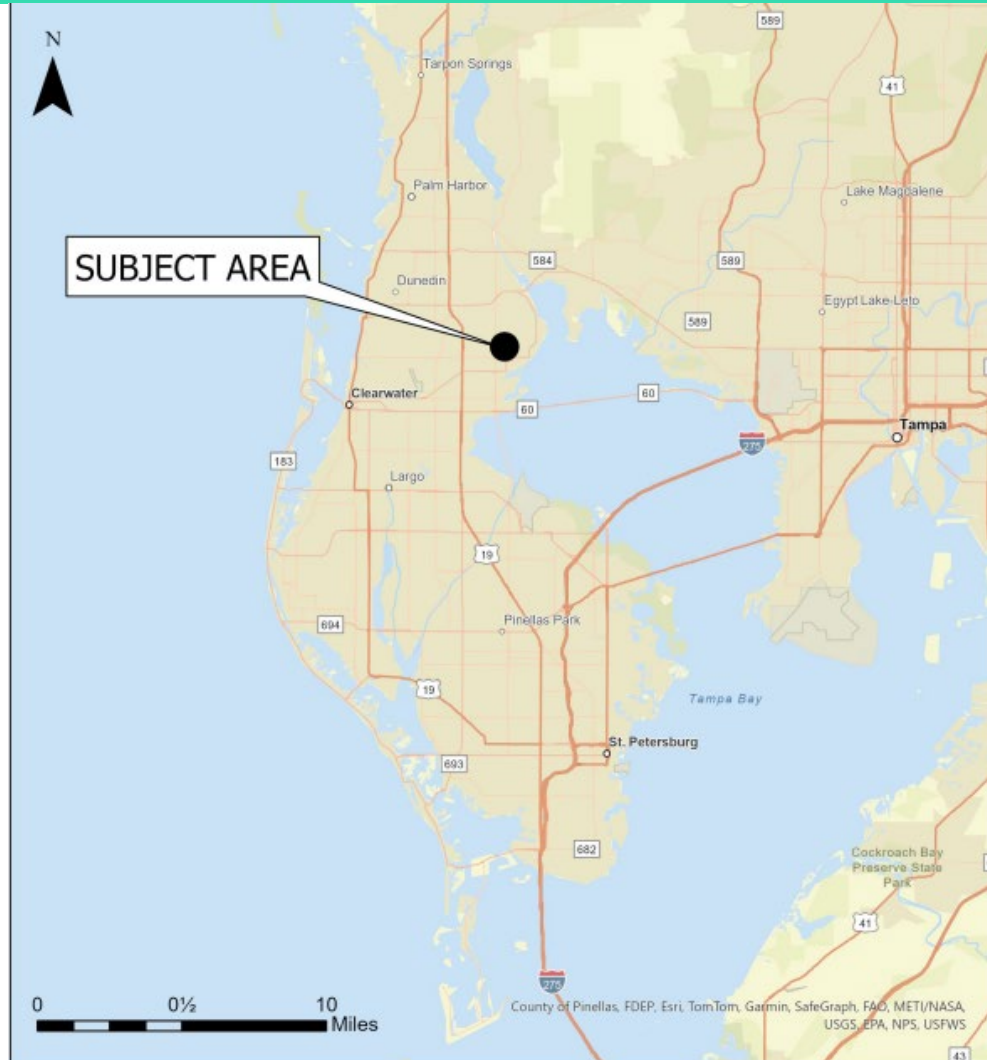 N
589
41
Tarpon Springs
Palm Harbor
Lake Magdalene
SUBJECT AREA
584
589
Dunedin
Egypt Lake-Leto
589
Clearwater
60
60
Tampa
275
183
Largo
19
694
Pinellas Park
19
Tampa Bay
St. Petersburg
693
682
Cockroach Bay
Preserve State
Park
41
275
0 0½ 10
Miles
County of Pinellas, FDEP, Esri, TomTom, Garmin, SafeGraph, FAO, METI/NASA,
USGS, EPA, NPS, USFWS
43